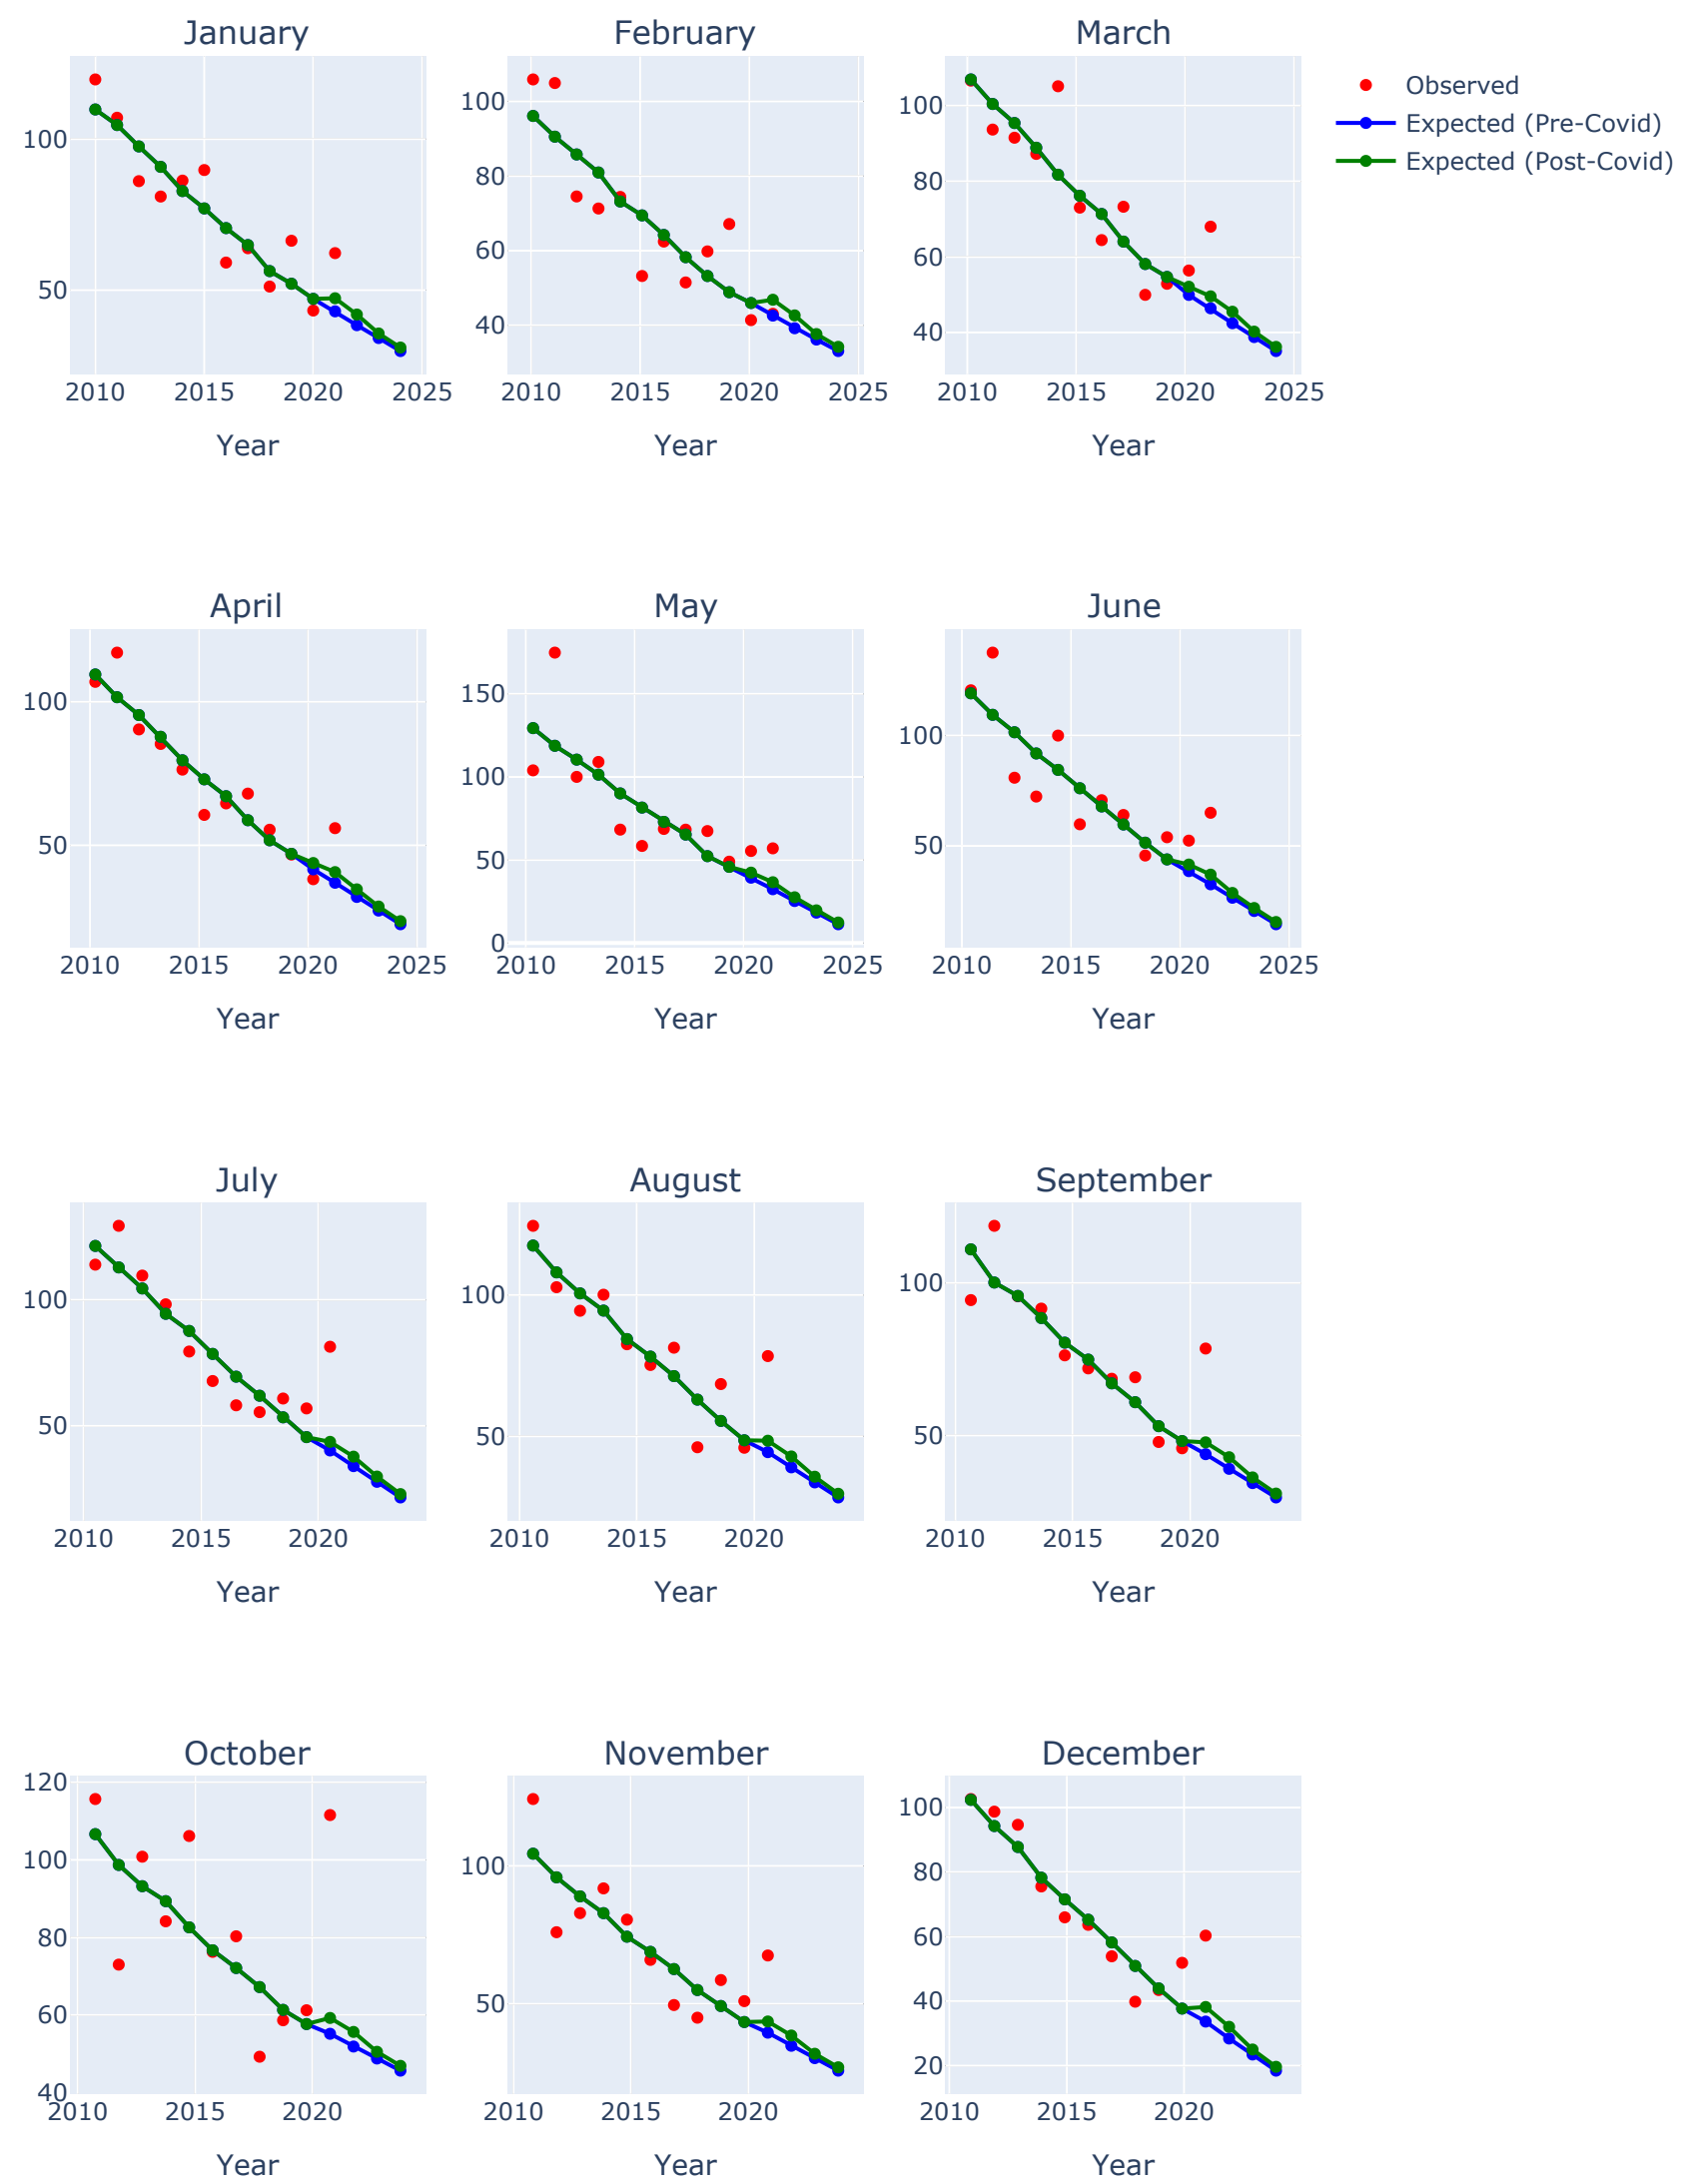 January February March
Observed
Expected (Pre-Covid)
Expected (Post-Covid)
100
50
100
80
60
40
100
80
60
40
2010 2015 2020 2025 2010 2015 2020 2025 2010 2015 2020 2025
Year Year Year
April May June
100
50
150
100
50
0
100
50
2010 2015 2020 2025 2010 2015 2020 2025 2010 2015 2020 2025
Year Year Year
July August September
100
50
100
50
100
50
2010 2015 2020 2010 2015 2020 2010 2015 2020
Year Year Year
October November December
120
100
80
60
40
100
50
100
80
60
40
20
2010 2015 2020 2010 2015 2020 2010 2015 2020
Year Year Year